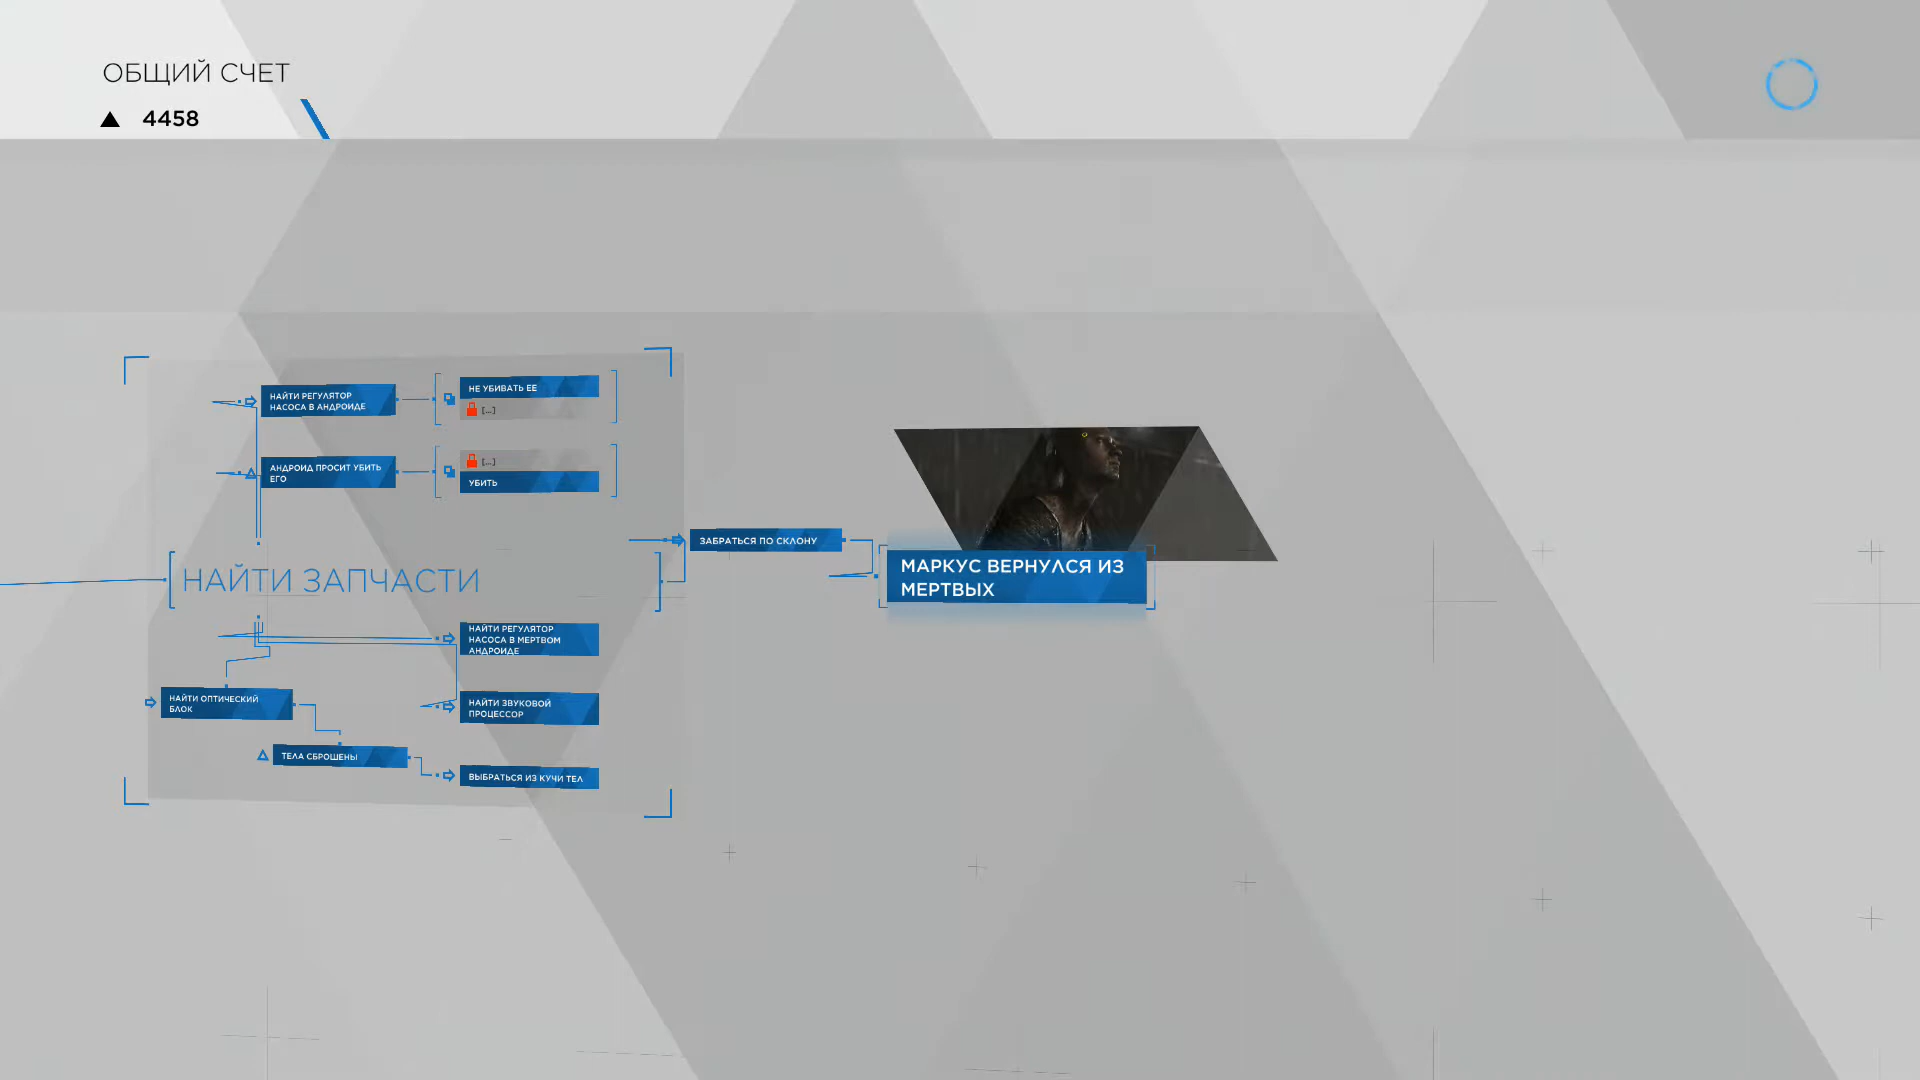 ОБЩИЙ СЧЕТ
4458
НАЙТИ РЕГУЛЯТОР
НАСОСА В АНДРОИДЕ
НЕ УБИВАТЬ ЕЕ
[...]
АНДРОИД ПРОСИТ УБИТЬ
ЕГО
[...]
УБИТЬ
НАЙТИ ЗАПЧАСТИ
ЗАБРАТЬСЯ ПО СКЛОНУ
МАРКУС ВЕРНУЛСЯ ИЗ
МЕРТВЫХ
НАЙТИ РЕГУЛЯТОР
НАСОСА В МЕРТВОМ
АНДРОИДЕ
НАЙТИ ОПТИЧЕСКИЙ
БЛОК
НАЙТИ ЗВУКОВОЙ
ПРОЦЕССОР
ТЕЛА СБРОШЕНЫ
ВЫБРАТЬСЯ ИЗ КУЧИ ТЕЛ